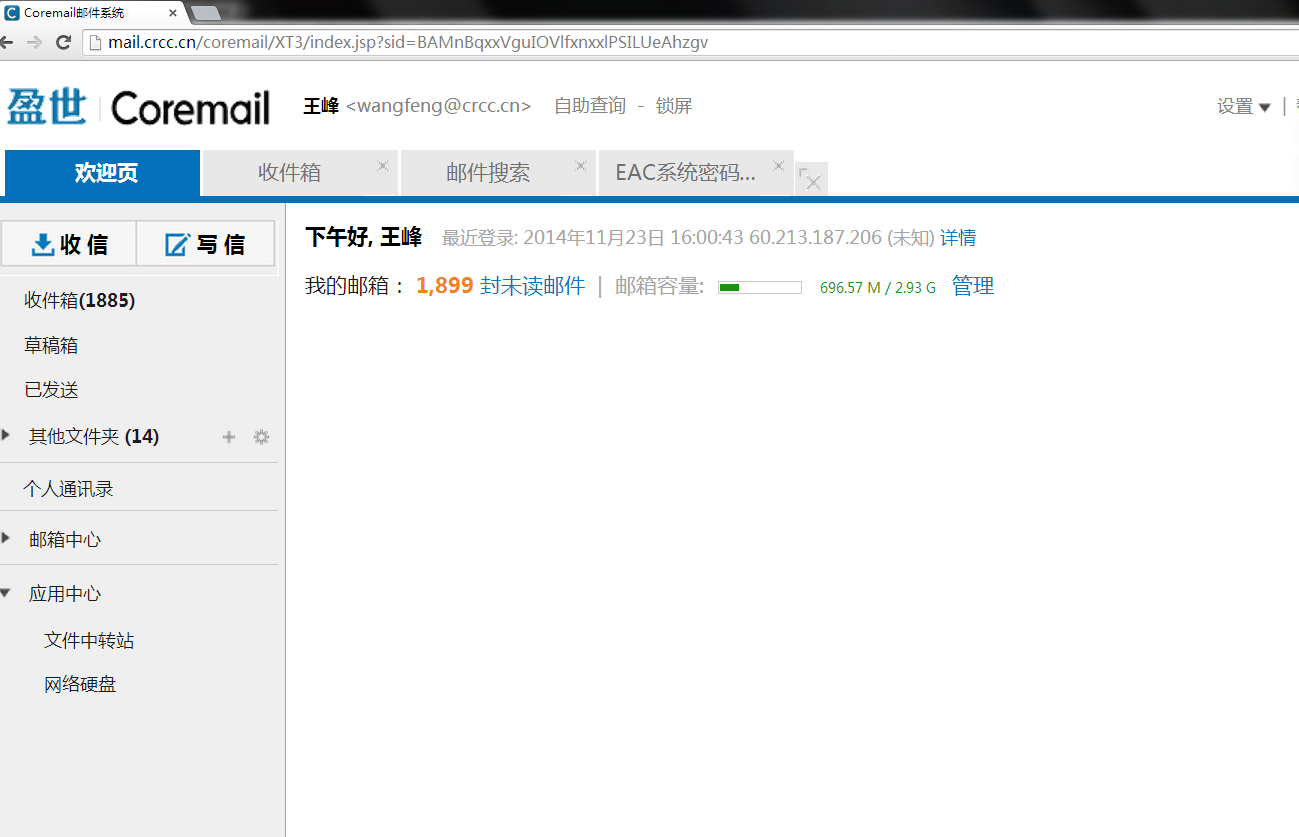 Coremail邮件系统
mail.crcc.cn/coremail/XT3/index.jsp?sid=BAMnBqxxVguIOVlfxnxxlPSILUeAhzgv
盈世 Coremail 王峰 <wangfeng@crcc.cn> 自助查询 - 锁屏 设置 |
欢迎页 收件箱 邮件搜索 EAC系统密码...
收信 写信
下午好, 王峰 最近登录: 2014年11月23日 16:00:43 60.213.187.206 (未知) 详情
我的邮箱： 1,899 封未读邮件 | 邮箱容量: 696.57 M / 2.93 G 管理
收件箱(1885)
草稿箱
已发送
其他文件夹 (14)
个人通讯录
邮箱中心
应用中心
文件中转站
网络硬盘